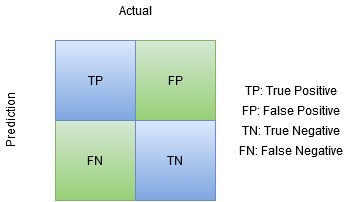 Actual
Prediction
TP
FP
FN
TN
TP: True Positive
FP: False Positive
TN: True Negative
FN: False Negative